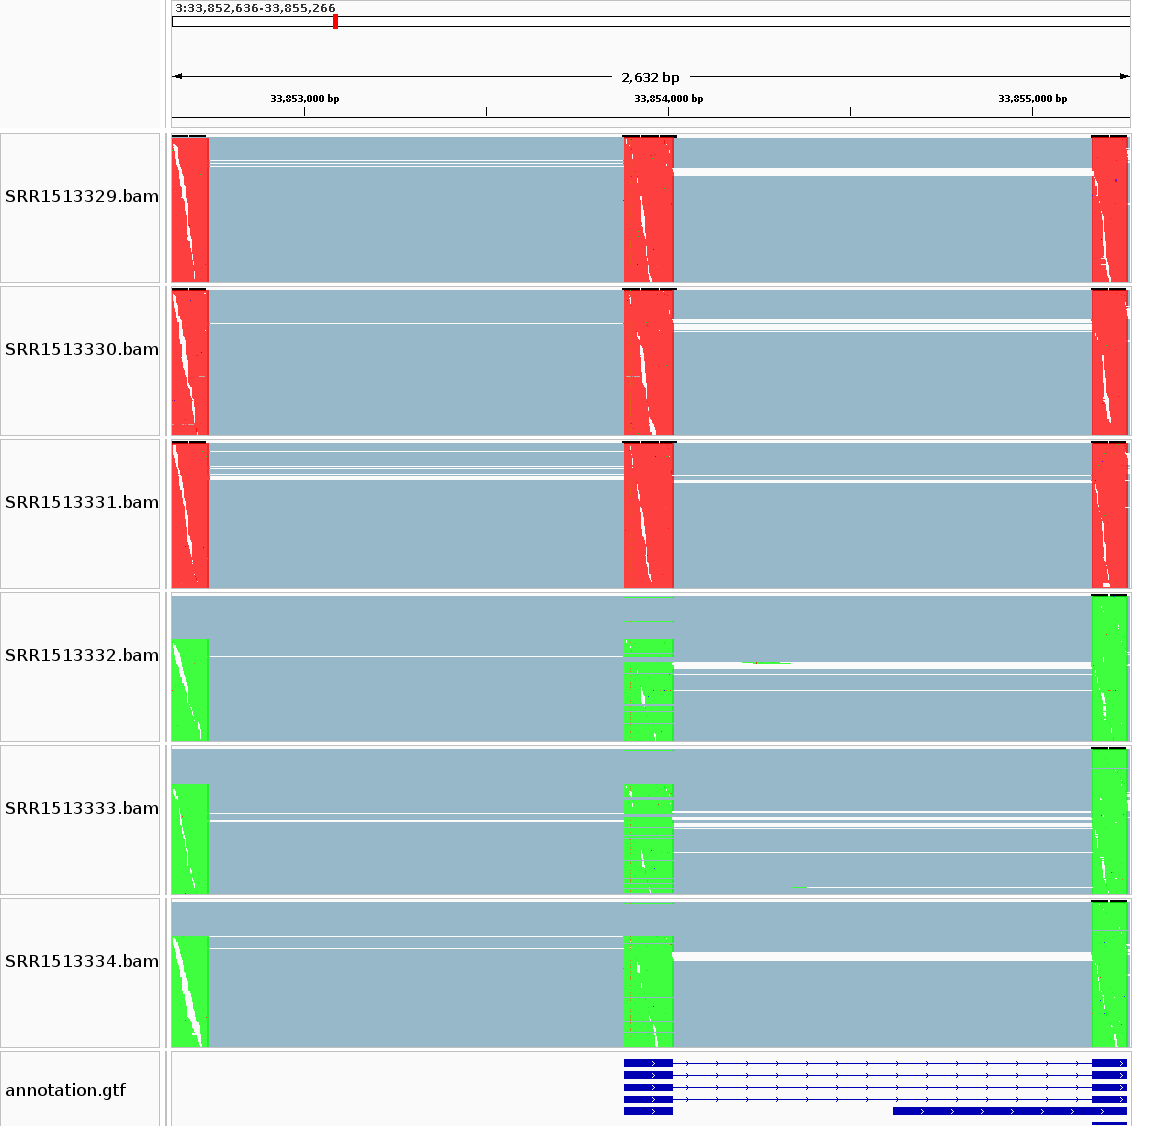 3:33,852,636-33,855,266
2,632 bp
33,853,000 bp 33,854,000 bp 33,855,000 bp
SRR1513329.bam
SRR1513330.bam
SRR1513331.bam
SRR1513332.bam
SRR1513333.bam
SRR1513334.bam
annotation.gtf